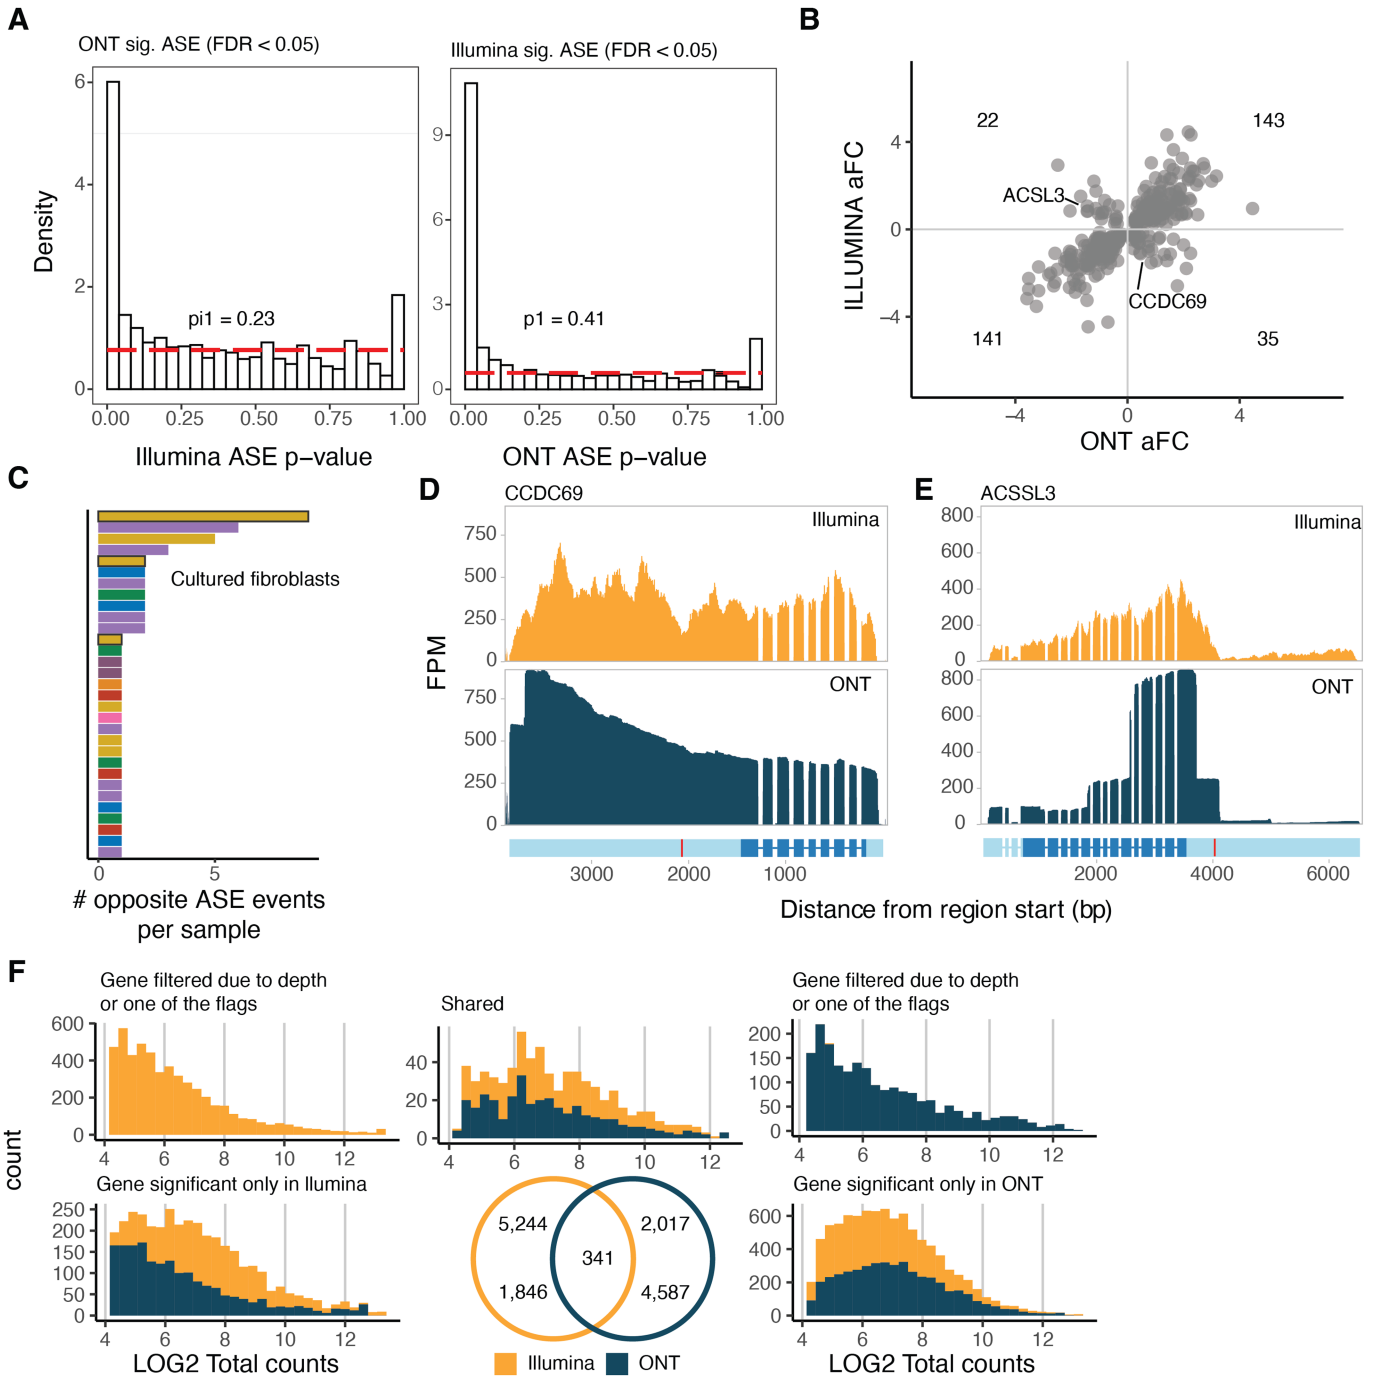 A
ONT sig. ASE (FDR < 0.05)
Illumina sig. ASE (FDR < 0.05)
Density
6
4
2
0
pi1 = 0.23
0.00 0.25 0.50 0.75 1.00
Illumina ASE p−value
9
6
3
0
p1 = 0.41
0.00 0.25 0.50 0.75 1.00
ONT ASE p−value
B
ILLUMINA aFC
4
0
−4
22
143
ACSL3
CCDC69
141
35
−4 0 4
ONT aFC
C
Cultured fibroblasts
0 5
# opposite ASE events
per sample
D
CCDC69
FPM
Illumina
750
500
250
0
ONT
750
500
250
0
3000 2000 1000
E
ACSSL3
Illumina
800
600
400
200
0
ONT
800
600
400
200
0
2000 4000 6000
Distance from region start (bp)
F
count
Gene filtered due to depth
or one of the flags
600
400
200
0
4 6 8 10 12
Shared
40
20
0
4 6 8 10 12
Gene filtered due to depth
or one of the flags
200
150
100
50
0
4 6 8 10 12
Gene significant only in Ilumina
250
200
150
100
50
0
4 6 8 10 12
LOG2 Total counts
5,244
2,017
341
1,846
4,587
Illumina ONT
Gene significant only in ONT
600
400
200
0
4 6 8 10 12
LOG2 Total counts